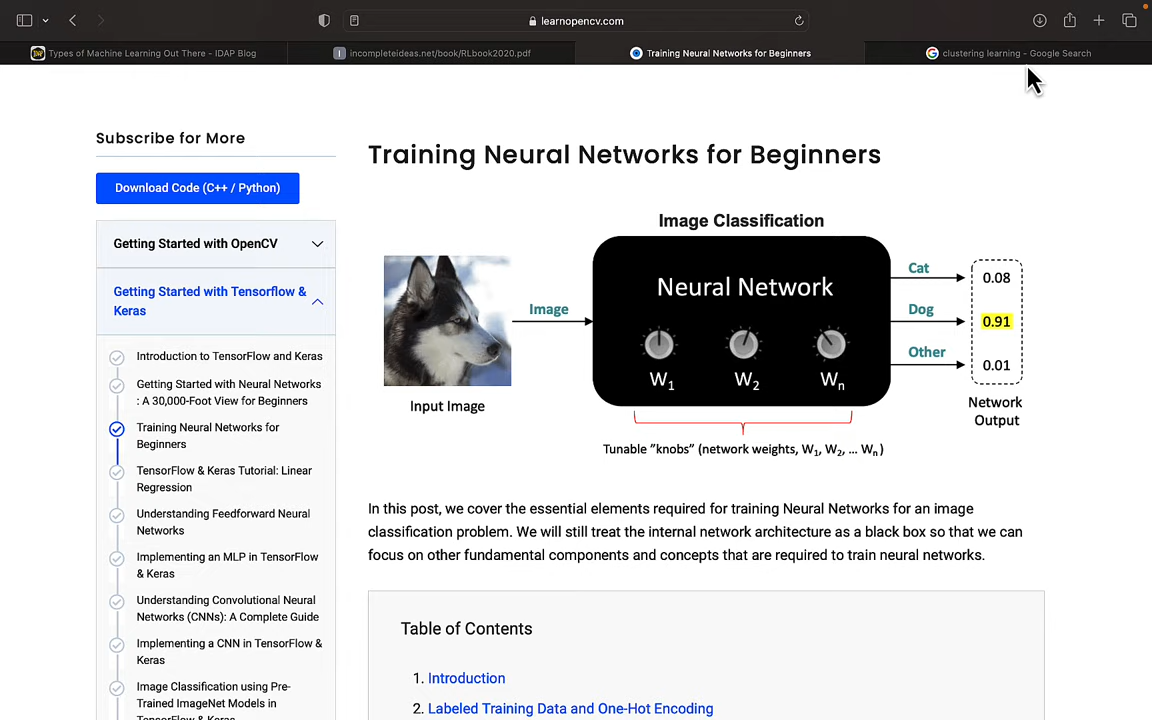 learnopencv.com
Types of Machine Learning Out There - IDAP Blog
incompleteideas.net/book/RLbook2020.pdf
Training Neural Networks for Beginners
clustering learning - Google Search
Subscribe for More
Download Code (C++ / Python)
Getting Started with OpenCV
Getting Started with Tensorflow &
Keras
Introduction to TensorFlow and Keras
Getting Started with Neural Networks
: A 30,000-Foot View for Beginners
Training Neural Networks for
Beginners
TensorFlow & Keras Tutorial: Linear
Regression
Understanding Feedforward Neural
Networks
Implementing an MLP in TensorFlow
& Keras
Understanding Convolutional Neural
Networks (CNNs): A Complete Guide
Implementing a CNN in TensorFlow &
Keras
Image Classification using Pre-
Trained ImageNet Models in
TensorFlow & Keras
Training Neural Networks for Beginners
Image Classification
Neural Network
W1 W2 Wn
Image
Input Image
Cat
Dog
Other
0.08
0.91
0.01
Network
Output
Tunable "knobs" (network weights, W1, W2, ... Wn)
In this post, we cover the essential elements required for training Neural Networks for an image
classification problem. We will still treat the internal network architecture as a black box so that we can
focus on other fundamental components and concepts that are required to train neural networks.
Table of Contents
1. Introduction
2. Labeled Training Data and One-Hot Encoding